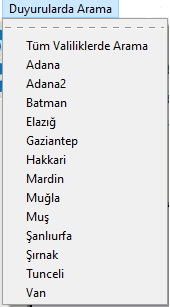 Duyurularda Arama
Tüm Valiliklerde Arama
Adana
Adana2
Batman
Elazığ
Gaziantep
Hakkari
Mardin
Muğla
Muş
Şanlıurfa
Şırnak
Tunceli
Van